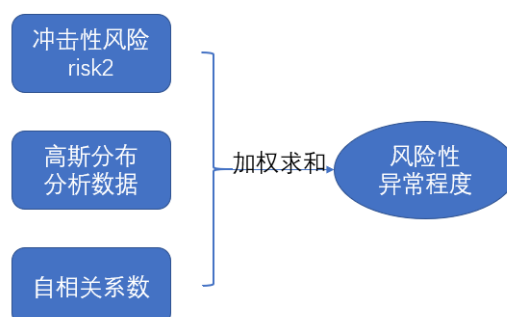 冲击性风险
risk2
高斯分布
分析数据
自相关系数
加权求和
风险性
异常程度